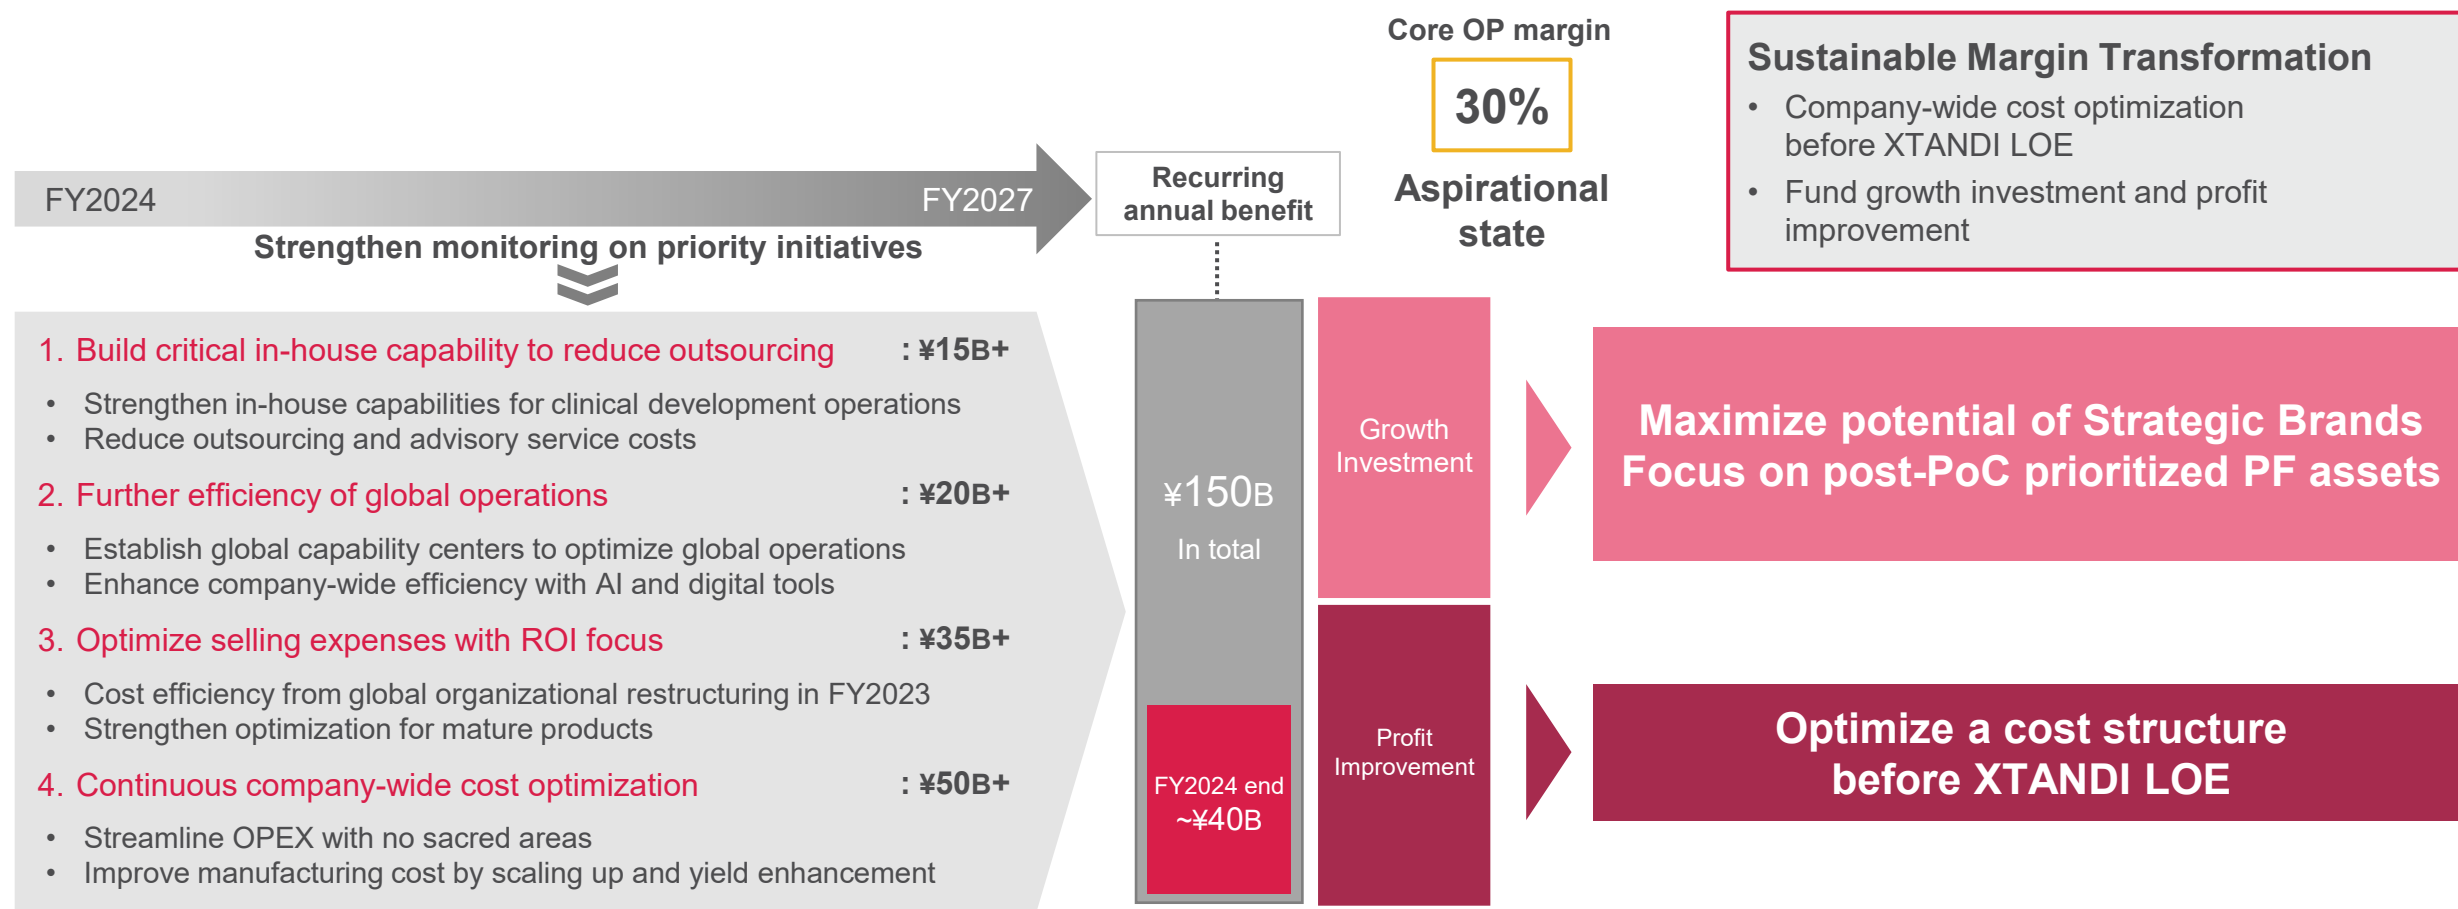 Core OP margin
30%
Aspirational
state
Sustainable Margin Transformation
• Company-wide cost optimization
before XTANDI LOE
• Fund growth investment and profit
improvement
FY2024
FY2027
Recurring
annual benefit
Strengthen monitoring on priority initiatives
1. Build critical in-house capability to reduce outsourcing : ¥15B+
• Strengthen in-house capabilities for clinical development operations
• Reduce outsourcing and advisory service costs
2. Further efficiency of global operations : ¥20B+
• Establish global capability centers to optimize global operations
• Enhance company-wide efficiency with AI and digital tools
3. Optimize selling expenses with ROI focus : ¥35B+
• Cost efficiency from global organizational restructuring in FY2023
• Strengthen optimization for mature products
4. Continuous company-wide cost optimization : ¥50B+
• Streamline OPEX with no sacred areas
• Improve manufacturing cost by scaling up and yield enhancement
¥150B
In total
FY2024 end
~¥40B
Growth
Investment
Profit
Improvement
Maximize potential of Strategic Brands
Focus on post-PoC prioritized PF assets
Optimize a cost structure
before XTANDI LOE